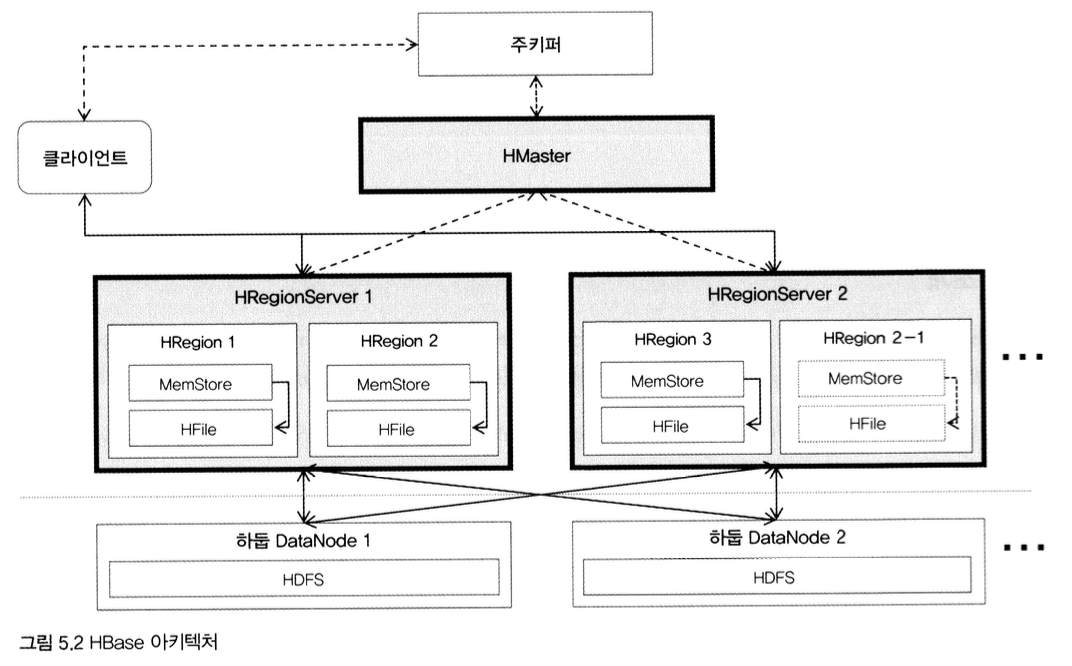 주키퍼
클라이언트
HMaster
HRegionServer 1
HRegion 1
MemStore
HFile
HRegion 2
MemStore
HFile
HRegionServer 2
HRegion 3
MemStore
HFile
HRegion 2-1
MemStore
HFile
...
하둡 DataNode 1
HDFS
하둡 DataNode 2
HDFS
...
그림 5.2 HBase 아키텍처